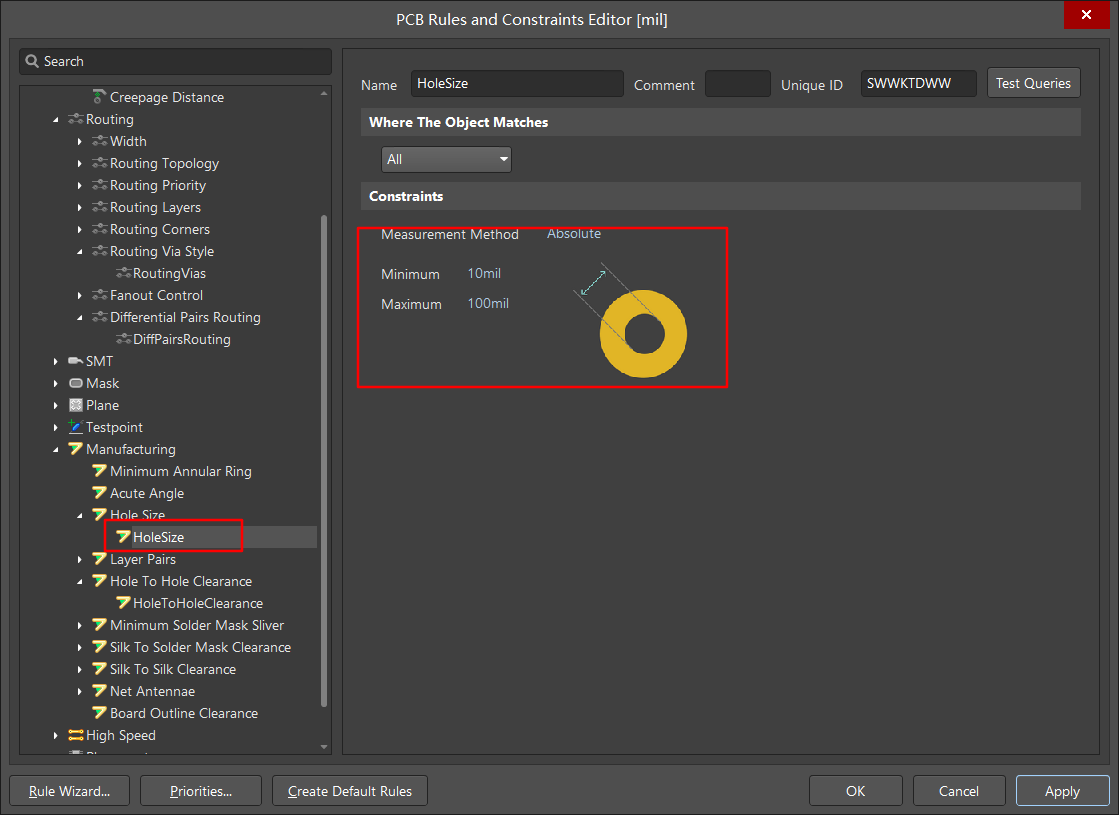 PCB Rules and Constraints Editor [mil]
Search
Creepage Distance
Routing
Width
Routing Topology
Routing Priority
Routing Layers
Routing Corners
Routing Via Style
RoutingVias
Fanout Control
Differential Pairs Routing
DiffPairsRouting
SMT
Mask
Plane
Testpoint
Manufacturing
Minimum Annular Ring
Acute Angle
Hole Size
HoleSize
Layer Pairs
Hole To Hole Clearance
HoleToHoleClearance
Minimum Solder Mask Sliver
Silk To Solder Mask Clearance
Silk To Silk Clearance
Net Antennae
Board Outline Clearance
High Speed
Name HoleSize Comment Unique ID SWWKTDWW Test Queries
Where The Object Matches
All
Constraints
Measurement Method Absolute
Minimum 10mil
Maximum 100mil
Rule Wizard... Priorities... Create Default Rules OK Cancel Apply